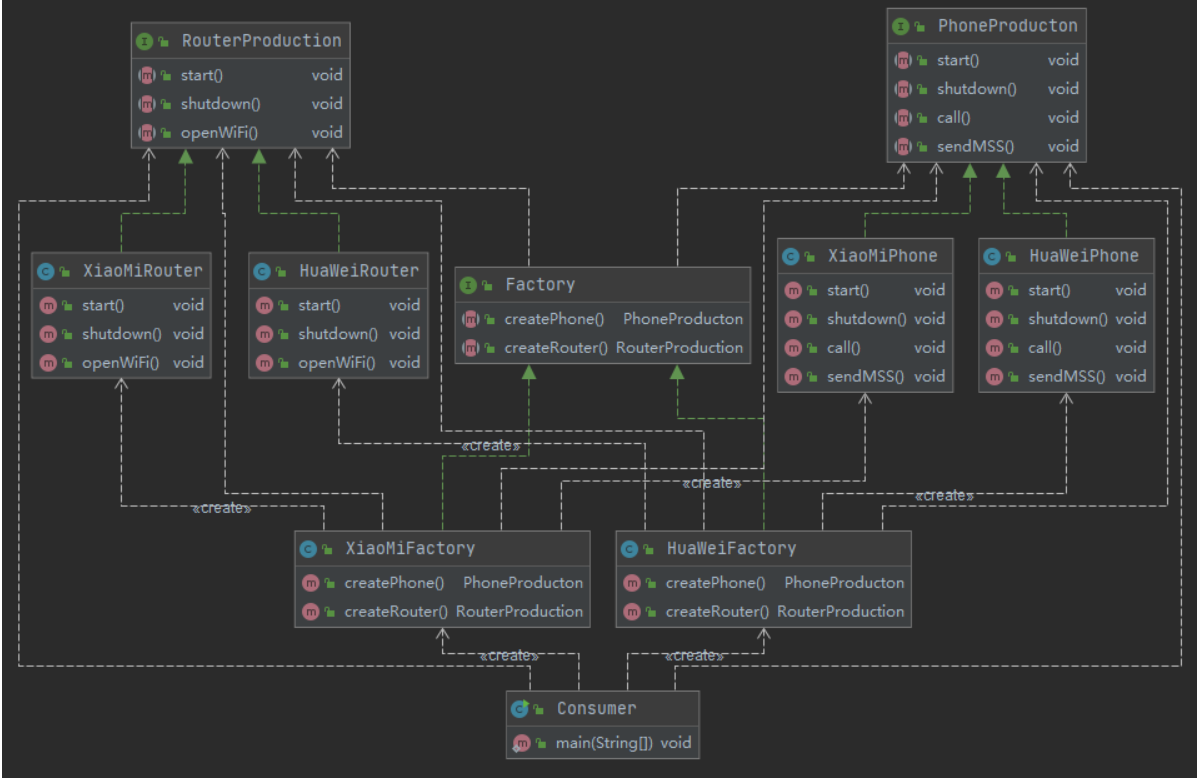 RouterProduction
start() void
shutdown() void
openWiFi() void
PhoneProducton
start() void
shutdown() void
call() void
sendMSS() void
XiaoMiRouter
start() void
shutdown() void
openWiFi() void
HuaWeiRouter
start() void
shutdown() void
openWiFi() void
Factory
createPhone() PhoneProducton
createRouter() RouterProduction
XiaoMiPhone
start() void
shutdown() void
call() void
sendMSS() void
HuaWeiPhone
start() void
shutdown() void
call() void
sendMSS() void
«create»
«create»
«create»
«create»
XiaoMiFactory
createPhone() PhoneProducton
createRouter() RouterProduction
HuaWeiFactory
createPhone() PhoneProducton
createRouter() RouterProduction
«create»
«create»
Consumer
main(String[]) void